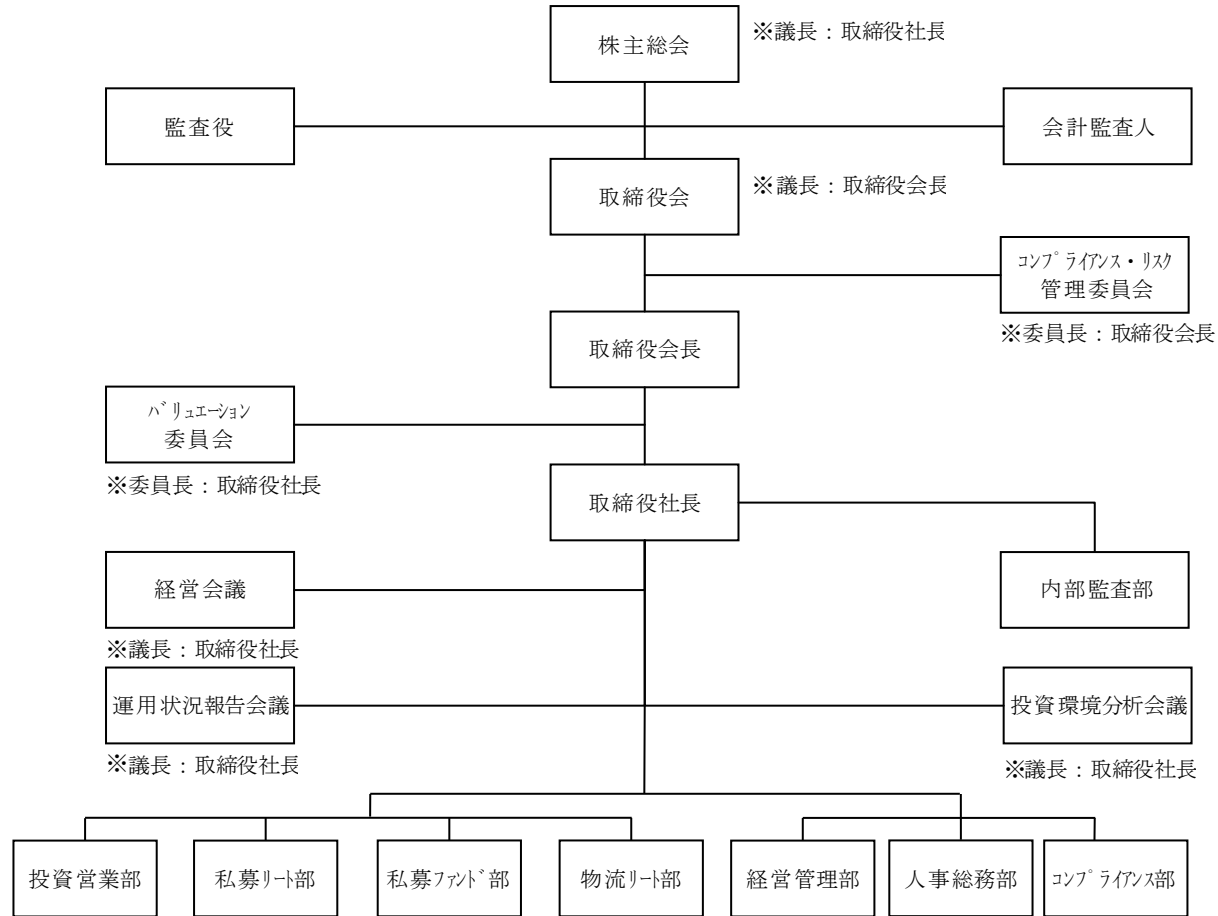 株主総会
※議長：取締役社長
監査役
会計監査人
取締役会
※議長：取締役会長
ｺﾝﾌﾟﾗｲｱﾝｽ・ﾘｽｸ
管理委員会
※委員長：取締役会長
取締役会長
ﾊﾞﾘｭｴｰｼｮﾝ
委員会
※委員長：取締役社長
取締役社長
経営会議
※議長：取締役社長
内部監査部
運用状況報告会議
※議長：取締役社長
投資環境分析会議
※議長：取締役社長
投資営業部
私募ﾘｰﾄ部
私募ﾌｧﾝﾄﾞ部
物流ﾘｰﾄ部
経営管理部
人事総務部
ｺﾝﾌﾟﾗｲｱﾝｽ部